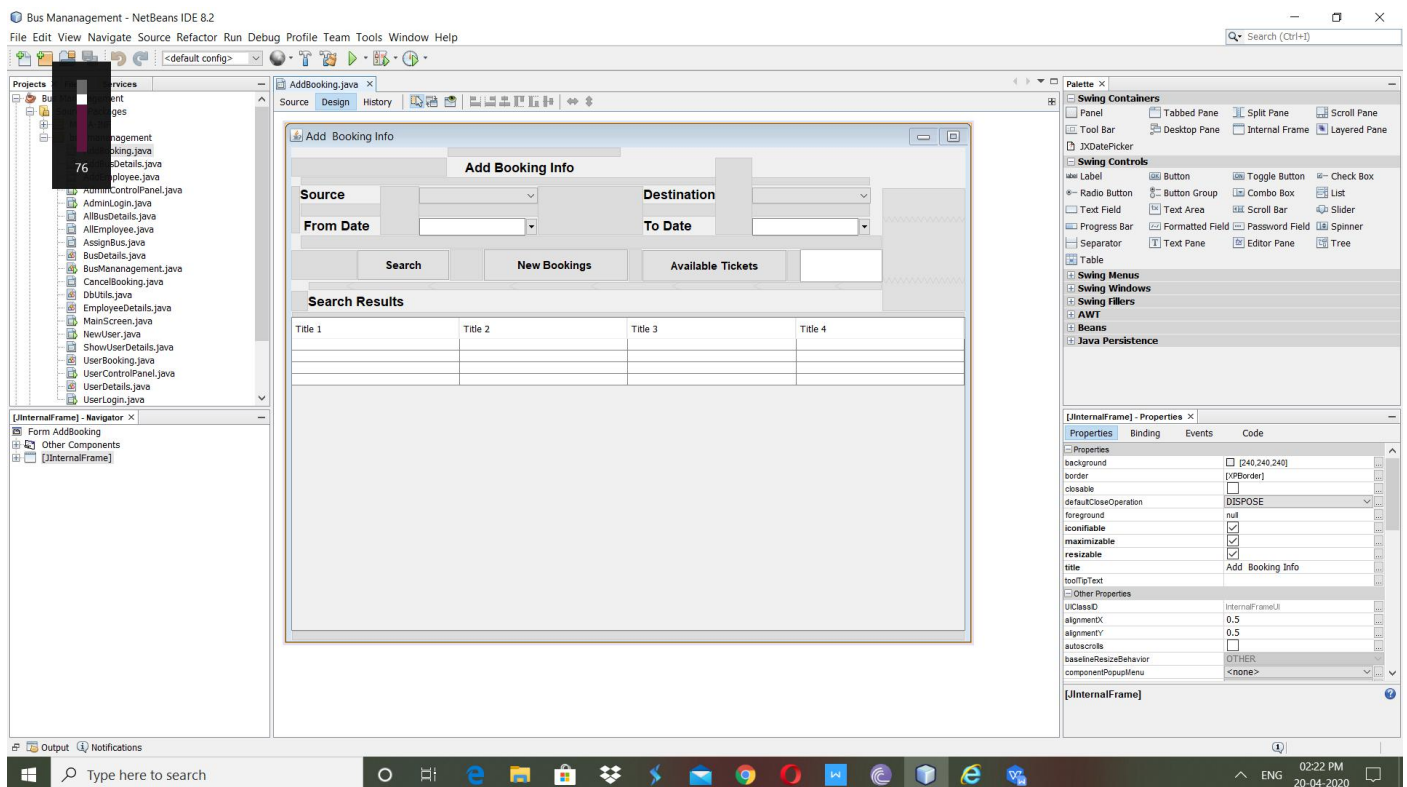 Bus Mananagement - NetBeans IDE 8.2
File Edit View Navigate Source Refactor Run Debug Profile Team Tools Window Help
Search (Ctrl+I)
<default config>
Projects
AddBooking.java
Source Design History
76
AdminControlPanel.java
AdminLogin.java
AllBusDetails.java
AllEmployee.java
AssignBus.java
BusDetails.java
BusMananagement.java
CancelBooking.java
DbUtils.java
EmployeeDetails.java
MainScreen.java
NewUser.java
ShowUserDetails.java
UserBooking.java
UserControlPanel.java
UserDetails.java
UserLogin.java
[JInternalFrame] - Navigator
Form AddBooking
Other Components
[JInternalFrame]
Add Booking Info
Add Booking Info
Source
Destination
From Date
To Date
Search
New Bookings
Available Tickets
Search Results
Title 1 Title 2 Title 3 Title 4
Palette
Swing Containers
Panel Tabbed Pane Split Pane Scroll Pane
Tool Bar Desktop Pane Internal Frame Layered Pane
JXDatePicker
Swing Controls
Label Button Toggle Button Check Box
Radio Button Button Group Combo Box List
Text Field Text Area Scroll Bar Slider
Progress Bar Formatted Field Password Field Spinner
Separator Text Pane Editor Pane Tree
Table
Swing Menus
Swing Windows
Swing Fillers
AWT
Beans
Java Persistence
[JInternalFrame] - Properties
Properties Binding Events Code
Properties
background [240,240,240]
border [XPBorder]
closable
defaultCloseOperation DISPOSE
foreground null
iconifiable
maximizable
resizable
title Add Booking Info
toolTipText
Other Properties
UIClassID InternalFrameUI
alignmentX 0.5
alignmentY 0.5
autoscrolls
baselineResizeBehavior OTHER
componentPopupMenu <none>
[JInternalFrame]
Output Notifications
Type here to search
ENG
02:22 PM
20-04-2020